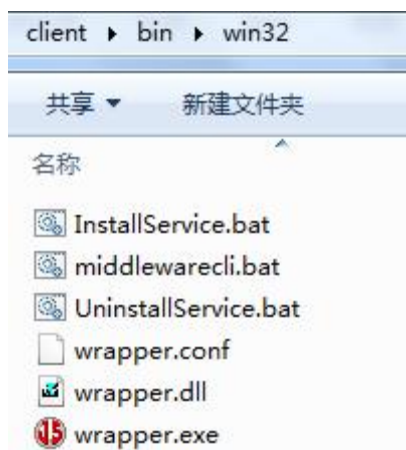 client ▸ bin ▸ win32
共享 ▼ 新建文件夹
名称
InstallService.bat
middlewarecli.bat
UninstallService.bat
wrapper.conf
wrapper.dll
wrapper.exe